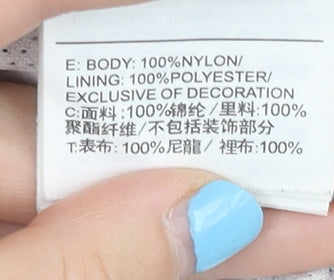 E: BODY: 100%NYLON/
LINING: 100%POLYESTER/
EXCLUSIVE OF DECORATION
C:面料:100%锦纶/里料:100%
聚酯纤维/不包括装饰部分
T:表布: 100%尼龍/ 裡布:100%